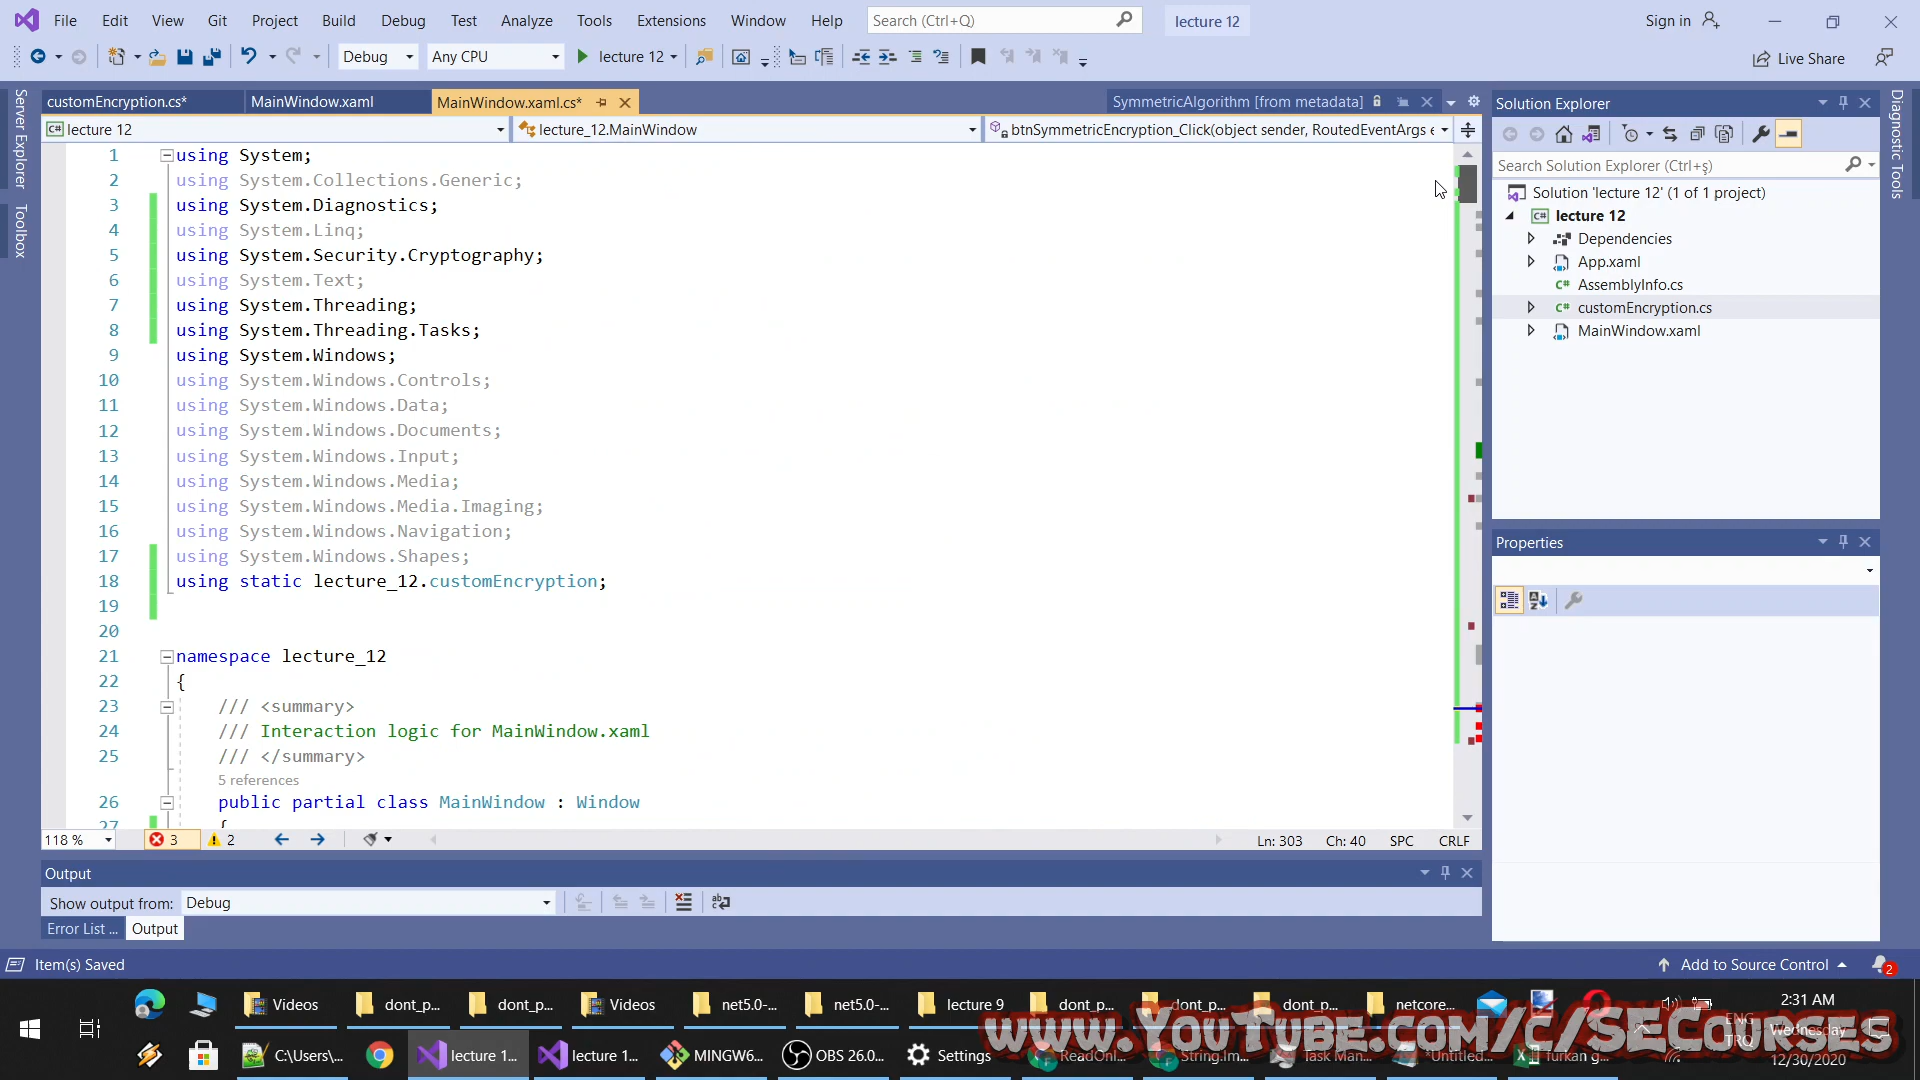 File Edit View Git Project Build Debug Test Analyze Tools Extensions Window Help Search (Ctrl+Q) lecture 12 Sign in
Debug Any CPU lecture 12 Live Share
customEncryption.cs* MainWindow.xaml MainWindow.xaml.cs* SymmetricAlgorithm [from metadata]
lecture 12 lecture_12.MainWindow btnSymmetricEncryption_Click(object sender, RoutedEventArgs e
Server Explorer
Toolbox
1 using System;
2 using System.Collections.Generic;
3 using System.Diagnostics;
4 using System.Linq;
5 using System.Security.Cryptography;
6 using System.Text;
7 using System.Threading;
8 using System.Threading.Tasks;
9 using System.Windows;
10 using System.Windows.Controls;
11 using System.Windows.Data;
12 using System.Windows.Documents;
13 using System.Windows.Input;
14 using System.Windows.Media;
15 using System.Windows.Media.Imaging;
16 using System.Windows.Navigation;
17 using System.Windows.Shapes;
18 using static lecture_12.customEncryption;
19
20
21 namespace lecture_12
22 {
23 /// <summary>
24 /// Interaction logic for MainWindow.xaml
25 /// </summary>
5 references
26 public partial class MainWindow : Window
27 {
118 % 3 2 Ln: 303 Ch: 40 SPC CRLF
Output
Show output from: Debug
Error List ... Output
Solution Explorer
Search Solution Explorer (Ctrl+ş)
Solution 'lecture 12' (1 of 1 project)
lecture 12
Dependencies
App.xaml
AssemblyInfo.cs
customEncryption.cs
MainWindow.xaml
Properties
Diagnostic Tools
Item(s) Saved Add to Source Control 2
Videos dont_p... dont_p... Videos net5.0-... net5.0-... lecture 9 dont_p... dont_p... dont_p... netcore... 2:31 AM
ENG Wednesday
C:\Users\... lecture 1... lecture 1... MINGW6... OBS 26.0... Settings ReadOnl... String.Im... Task Man... *Untitled... furkan g... TRQ 12/30/2020
www.YouTube.com/c/SECourses